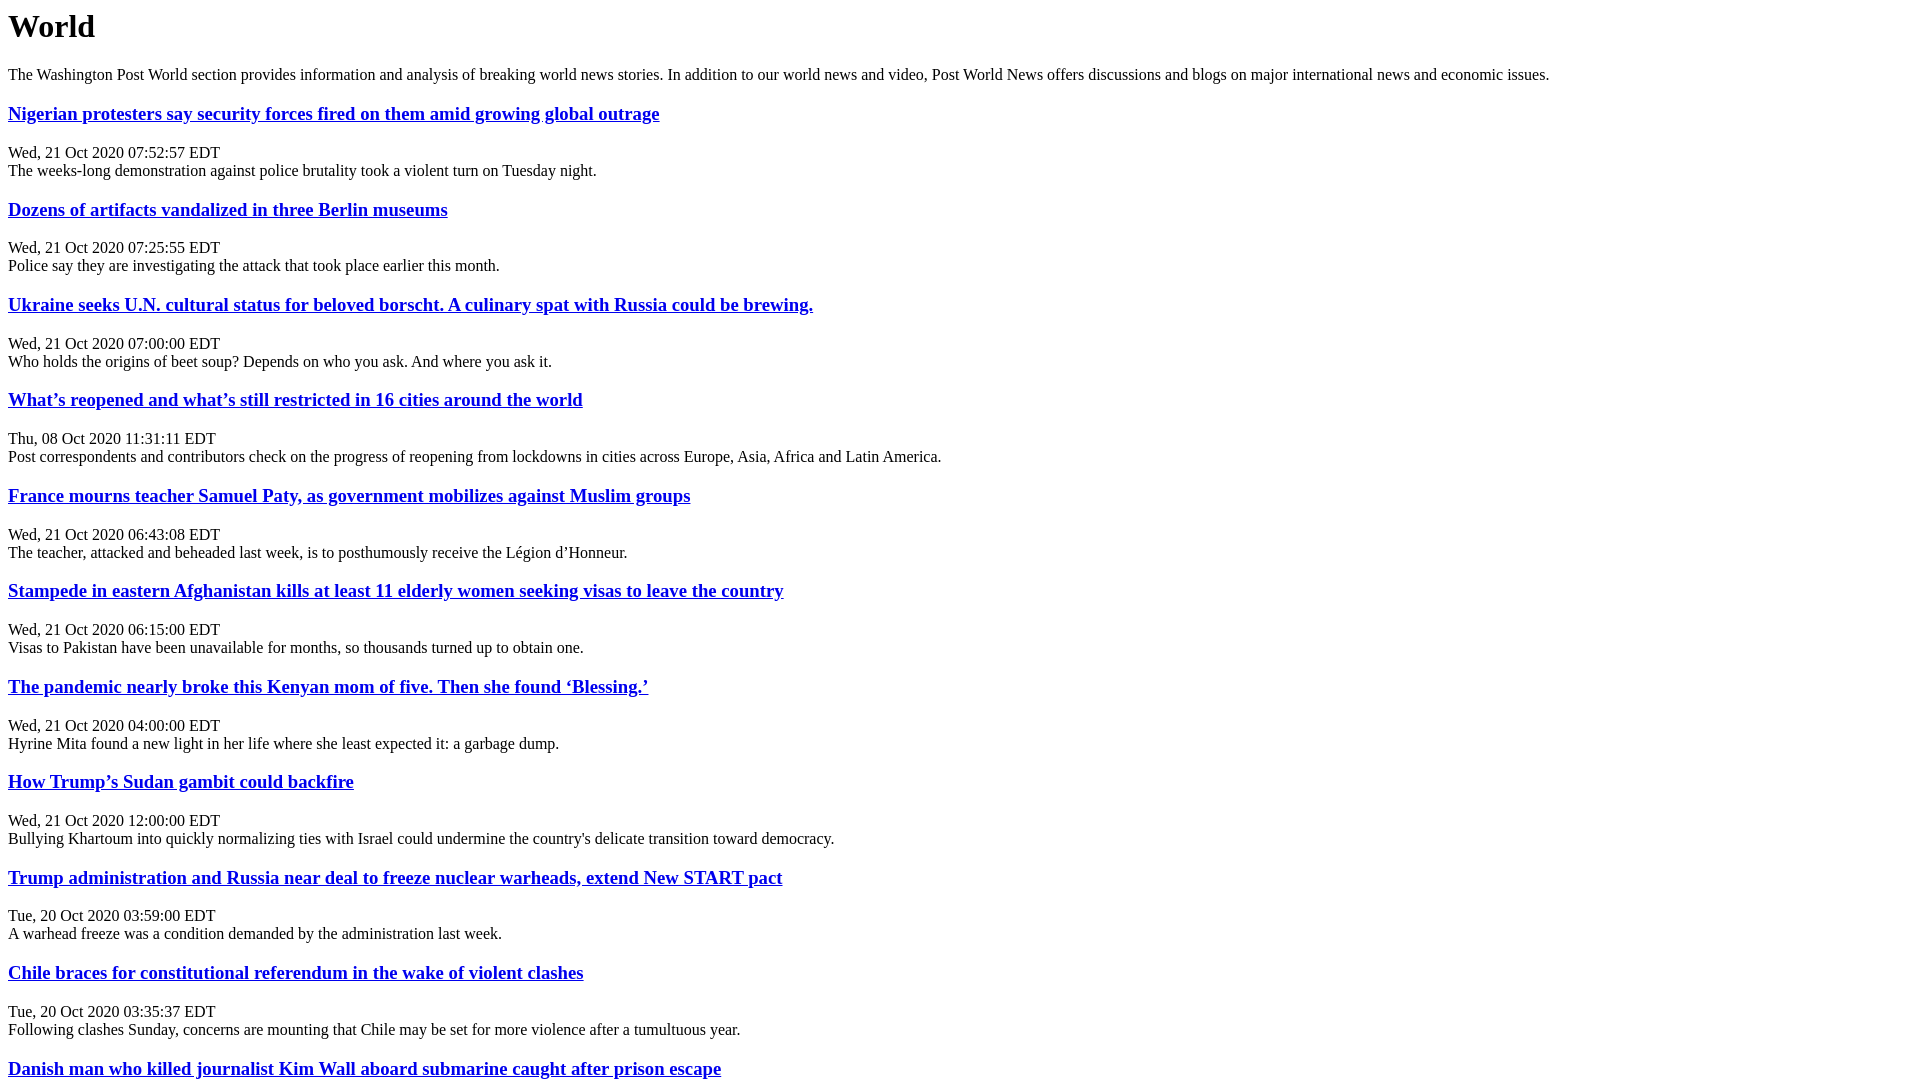 World
The Washington Post World section provides information and analysis of breaking world news stories. In addition to our world news and video, Post World News offers discussions and blogs on major international news and economic issues.
Nigerian protesters say security forces fired on them amid growing global outrage
Wed, 21 Oct 2020 07:52:57 EDT
The weeks-long demonstration against police brutality took a violent turn on Tuesday night.
Dozens of artifacts vandalized in three Berlin museums
Wed, 21 Oct 2020 07:25:55 EDT
Police say they are investigating the attack that took place earlier this month.
Ukraine seeks U.N. cultural status for beloved borscht. A culinary spat with Russia could be brewing.
Wed, 21 Oct 2020 07:00:00 EDT
Who holds the origins of beet soup? Depends on who you ask. And where you ask it.
What’s reopened and what’s still restricted in 16 cities around the world
Thu, 08 Oct 2020 11:31:11 EDT
Post correspondents and contributors check on the progress of reopening from lockdowns in cities across Europe, Asia, Africa and Latin America.
France mourns teacher Samuel Paty, as government mobilizes against Muslim groups
Wed, 21 Oct 2020 06:43:08 EDT
The teacher, attacked and beheaded last week, is to posthumously receive the Légion d’Honneur.
Stampede in eastern Afghanistan kills at least 11 elderly women seeking visas to leave the country
Wed, 21 Oct 2020 06:15:00 EDT
Visas to Pakistan have been unavailable for months, so thousands turned up to obtain one.
The pandemic nearly broke this Kenyan mom of five. Then she found ‘Blessing.’
Wed, 21 Oct 2020 04:00:00 EDT
Hyrine Mita found a new light in her life where she least expected it: a garbage dump.
How Trump’s Sudan gambit could backfire
Wed, 21 Oct 2020 12:00:00 EDT
Bullying Khartoum into quickly normalizing ties with Israel could undermine the country's delicate transition toward democracy.
Trump administration and Russia near deal to freeze nuclear warheads, extend New START pact
Tue, 20 Oct 2020 03:59:00 EDT
A warhead freeze was a condition demanded by the administration last week.
Chile braces for constitutional referendum in the wake of violent clashes
Tue, 20 Oct 2020 03:35:37 EDT
Following clashes Sunday, concerns are mounting that Chile may be set for more violence after a tumultuous year.
Danish man who killed journalist Kim Wall aboard submarine caught after prison escape